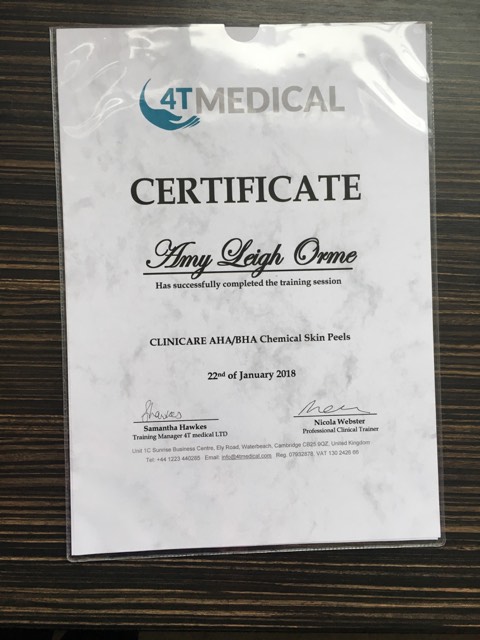 4TMEDICAL
CERTIFICATE
Amy Leigh Orme
Has successfully completed the training session
CLINICARE AHA/BHA Chemical Skin Peels
22nd of January 2018
SHawkes
Samantha Hawkes
Training Manager 4T medical LTD
Nicola Webster
Professional Clinical Trainer
Unit 1C Sunrise Business Centre, Ely Road, Waterbeach, Cambridge CB25 9QZ, United Kingdom
Tel: +44 1223 440285 Email: info@4tmedical.com Reg. 07932878, VAT 130 2426 66